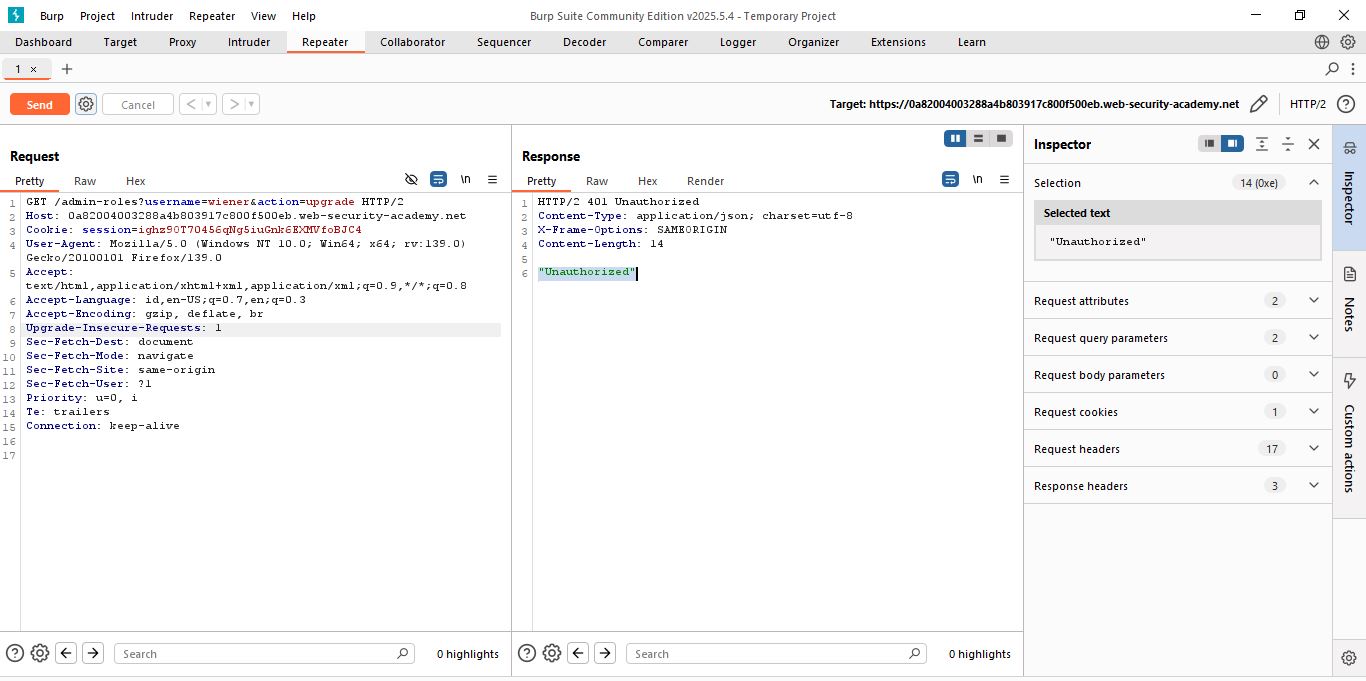 Burp Project Intruder Repeater View Help
Burp Suite Community Edition v2025.5.4 - Temporary Project
Dashboard Target Proxy Intruder Repeater Collaborator Sequencer Decoder Comparer Logger Organizer Extensions Learn
1 × +
Send Cancel < >
Target: https://0a82004003288a4b803917c800f500eb.web-security-academy.net HTTP/2
Request
Pretty Raw Hex \n
1 GET /admin-roles?username=wiener&action=upgrade HTTP/2
2 Host: 0a82004003288a4b803917c800f500eb.web-security-academy.net
3 Cookie: session=ighz90T70456qNg5iuGnk6EXMVfoBJC4
4 User-Agent: Mozilla/5.0 (Windows NT 10.0; Win64; x64; rv:139.0)
Gecko/20100101 Firefox/139.0
5 Accept:
text/html,application/xhtml+xml,application/xml;q=0.9,*/*;q=0.8
6 Accept-Language: id,en-US;q=0.7,en;q=0.3
7 Accept-Encoding: gzip, deflate, br
8 Upgrade-Insecure-Requests: 1
9 Sec-Fetch-Dest: document
10 Sec-Fetch-Mode: navigate
11 Sec-Fetch-Site: same-origin
12 Sec-Fetch-User: ?1
13 Priority: u=0, i
14 Te: trailers
15 Connection: keep-alive
16
17
Search
0 highlights
Response
Pretty Raw Hex Render \n
1 HTTP/2 401 Unauthorized
2 Content-Type: application/json; charset=utf-8
3 X-Frame-Options: SAMEORIGIN
4 Content-Length: 14
5
6 "Unauthorized"
Search
0 highlights
Inspector
Selection 14 (0xe)
Selected text
"Unauthorized"
Request attributes 2
Request query parameters 2
Request body parameters 0
Request cookies 1
Request headers 17
Response headers 3
Inspector
Notes
Custom actions